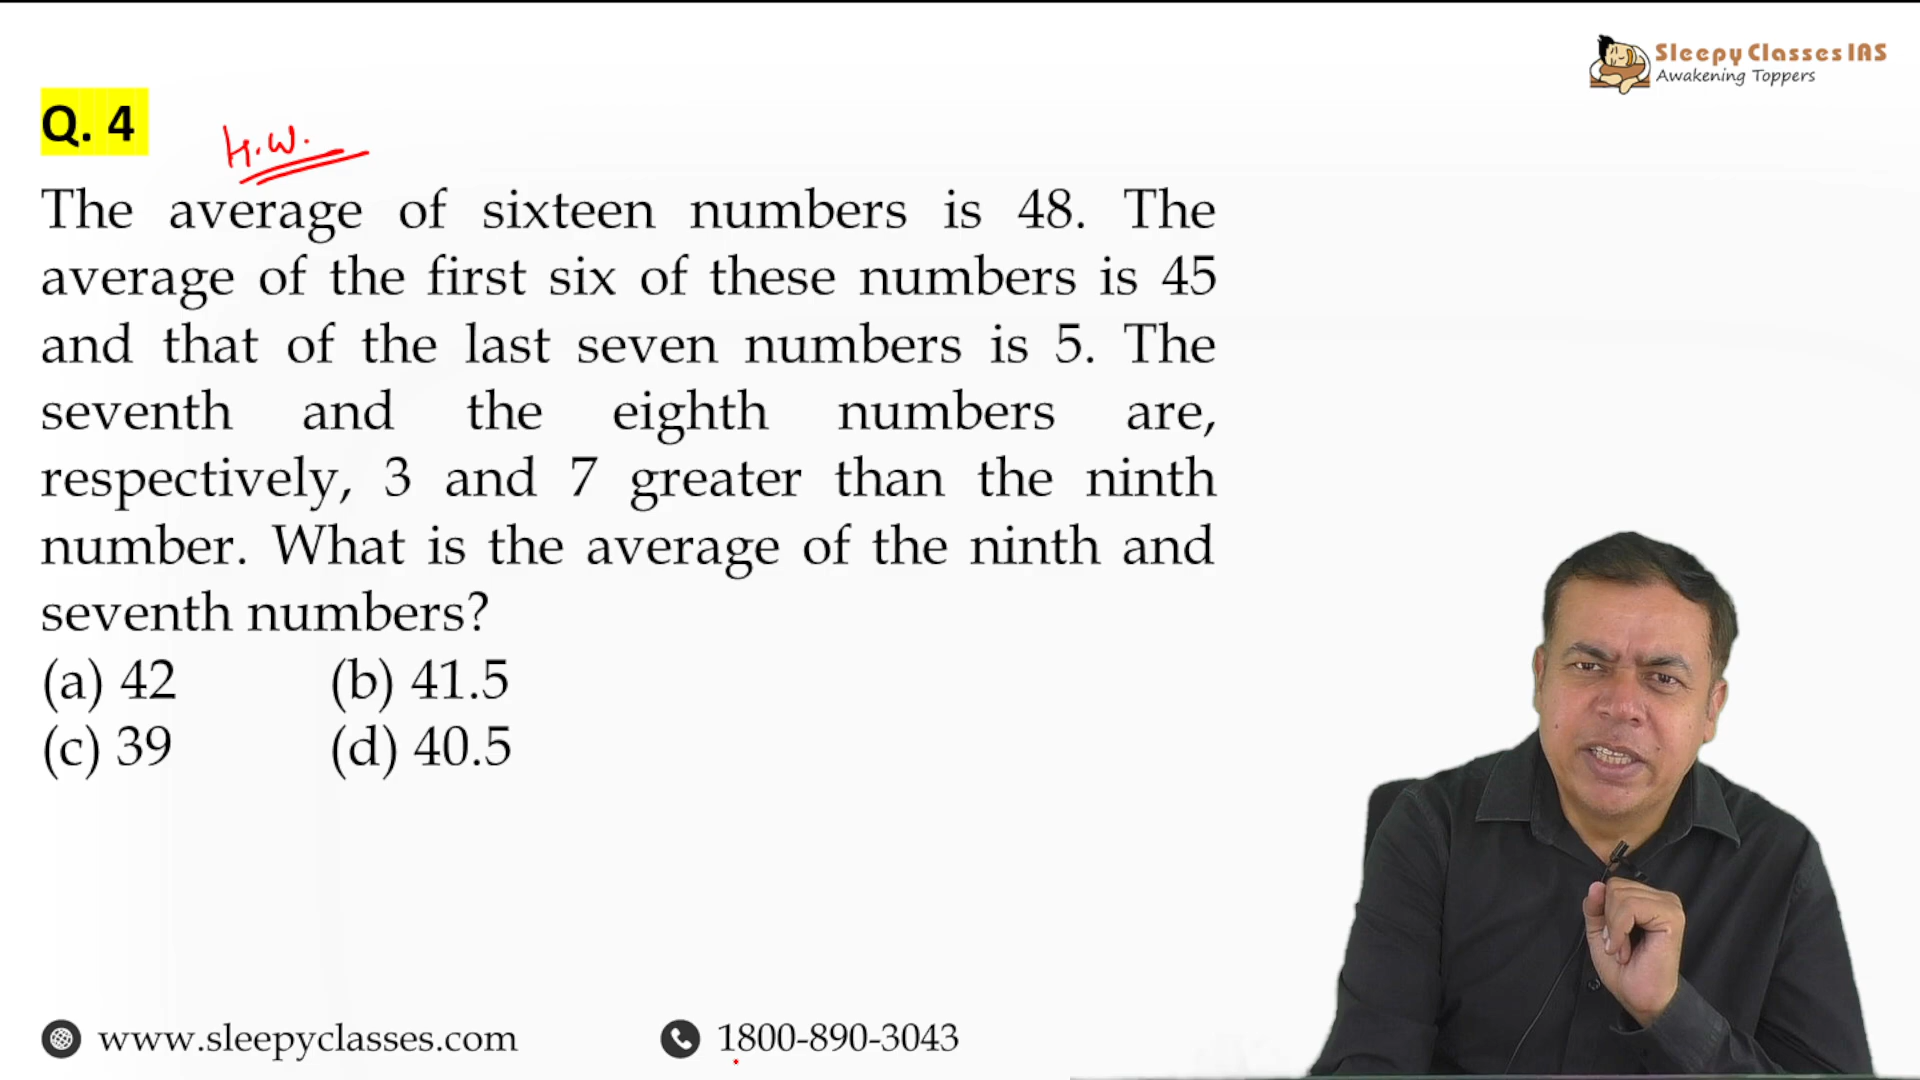 Sleepy Classes IAS
Awakening Toppers
Q. 4
H.W.
The average of sixteen numbers is 48. The
average of the first six of these numbers is 45
and that of the last seven numbers is 5. The
seventh and the eighth numbers are,
respectively, 3 and 7 greater than the ninth
number. What is the average of the ninth and
seventh numbers?
(a) 42 (b) 41.5
(c) 39 (d) 40.5
www.sleepyclasses.com 1800-890-3043